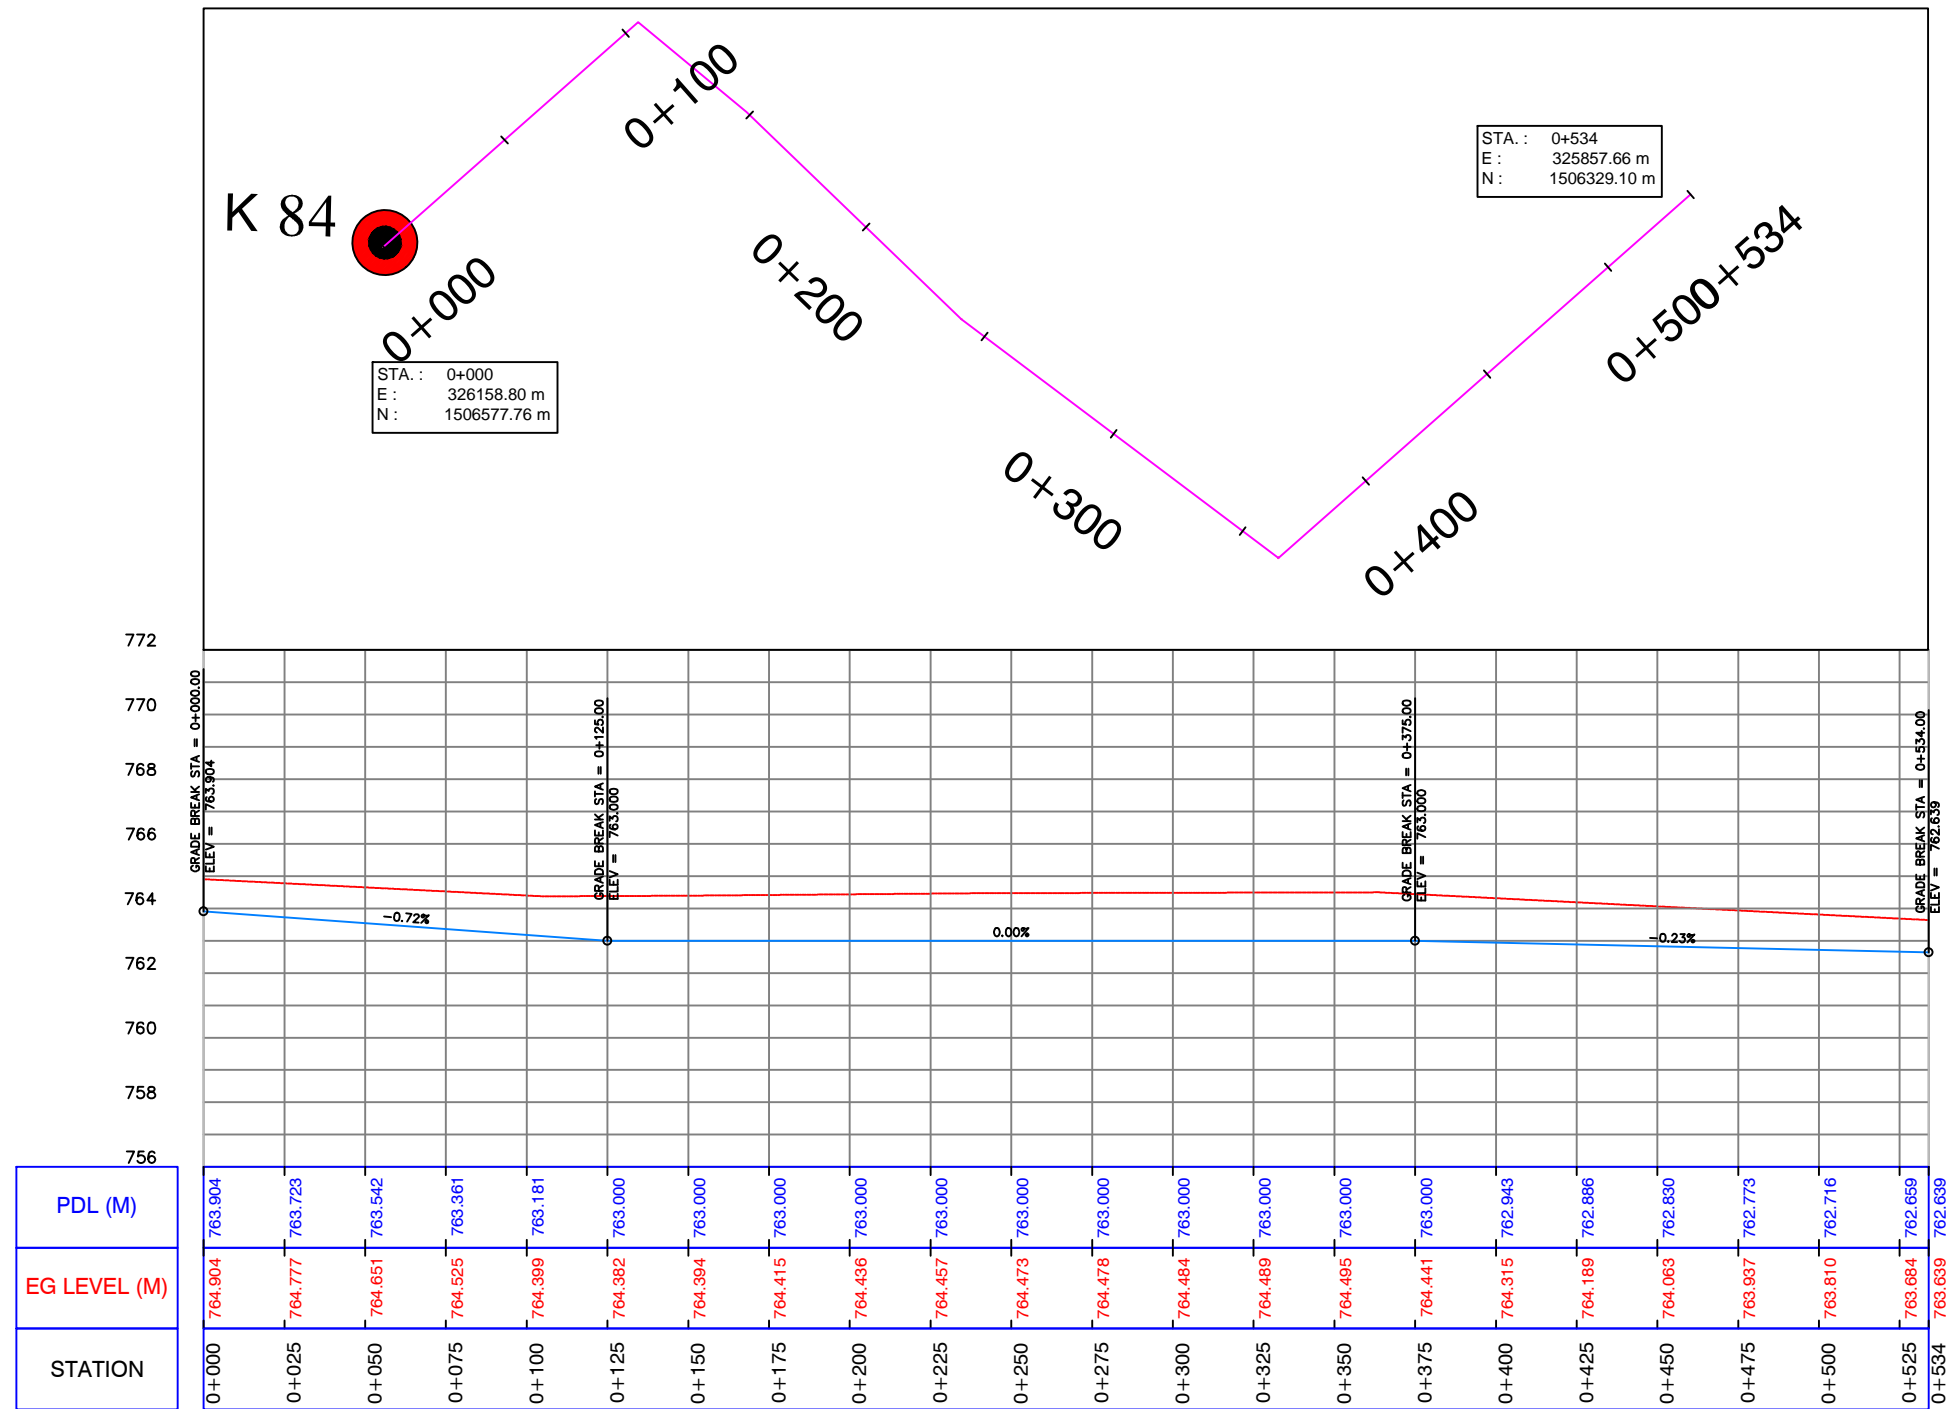 K 84
0+000
0+100
0+200
0+300
0+400
0+500
0+534
STA. : 0+000
E : 326158.80 m
N : 1506577.76 m
STA. : 0+534
E : 325857.66 m
N : 1506329.10 m
772
770
768
766
764
762
760
758
756
GRADE BREAK STA = 0+000.00
ELEV = 763.904
GRADE BREAK STA = 0+125.00
ELEV = 763.000
GRADE BREAK STA = 0+375.00
ELEV = 763.000
GRADE BREAK STA = 0+534.00
ELEV = 762.639
-0.72%
0.00%
-0.23%
PDL (M) 763.904 763.723 763.542 763.361 763.181 763.000 763.000 763.000 763.000 763.000 763.000 763.000 763.000 763.000 763.000 763.000 762.943 762.886 762.830 762.773 762.716 762.659 762.639
EG LEVEL (M) 764.904 764.777 764.651 764.525 764.399 764.382 764.394 764.415 764.436 764.457 764.473 764.478 764.484 764.489 764.495 764.441 764.315 764.189 764.063 763.937 763.810 763.684 763.639
STATION 0+000 0+025 0+050 0+075 0+100 0+125 0+150 0+175 0+200 0+225 0+250 0+275 0+300 0+325 0+350 0+375 0+400 0+425 0+450 0+475 0+500 0+525 0+534